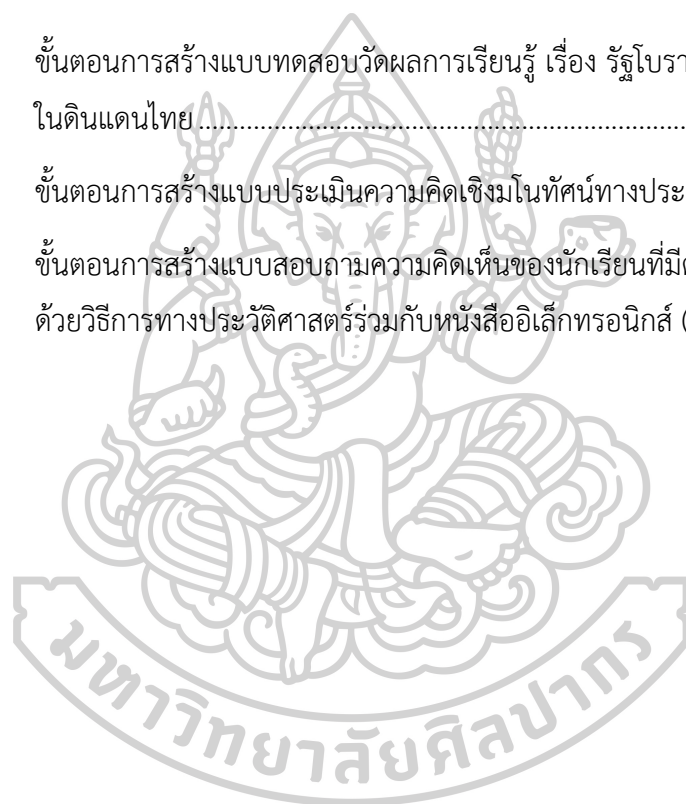 ขั้นตอนการสร้างแบบทดสอบวัดผลการเรียนรู้ เรื่อง รัฐโบรา
ในดินแดนไทย ........................................................................
ขั้นตอนการสร้างแบบประเมินความคิดเชิงมโนทัศน์ทางประ
ขั้นตอนการสร้างแบบสอบถามความคิดเห็นของนักเรียนที่มี
ด้วยวิธีการทางประวัติศาสตร์ร่วมกับหนังสืออิเล็กทรอนิกส์ (
มหาวิทยาลัยศิลปากร